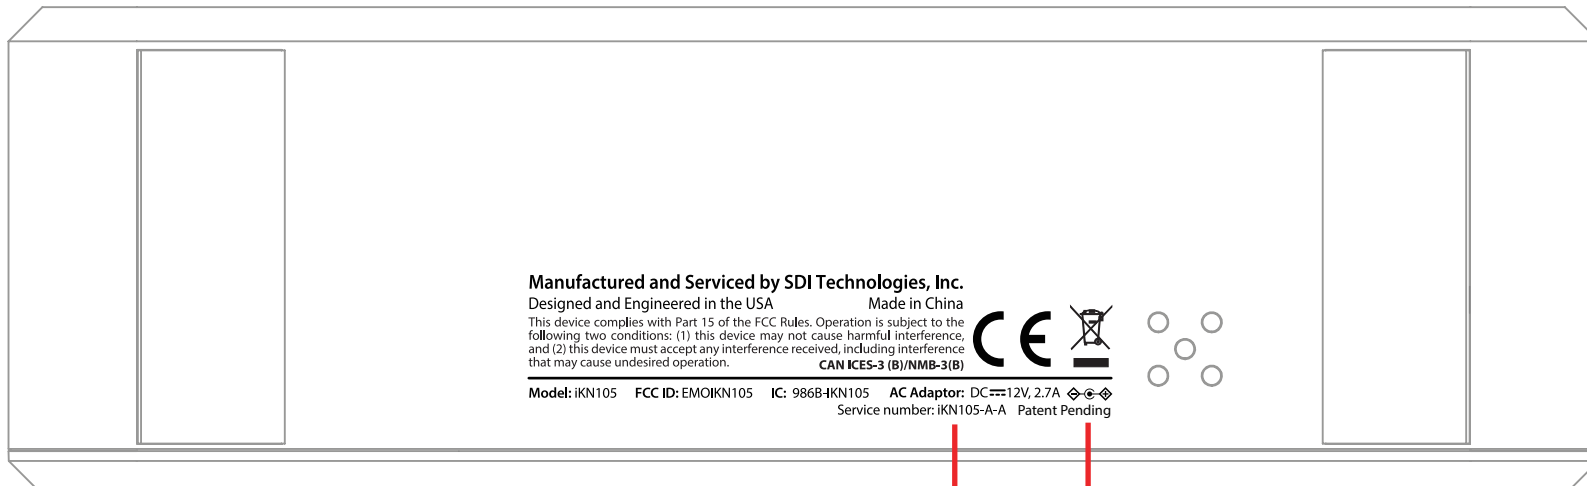 Manufactured and Serviced by SDI Technologies, Inc.
Designed and Engineered in the USA Made in China
This device complies with Part 15 of the FCC Rules. Operation is subject to the
following two conditions: (1) this device may not cause harmful interference,
and (2) this device must accept any interference received, including interference
that may cause undesired operation. CAN ICES-3 (B)/NMB-3(B)
CE
Model: iKN105 FCC ID: EMOIKN105 IC: 986B-IKN105 AC Adaptor: DC⎓12V, 2.7A
Service number: iKN105-A-A Patent Pending